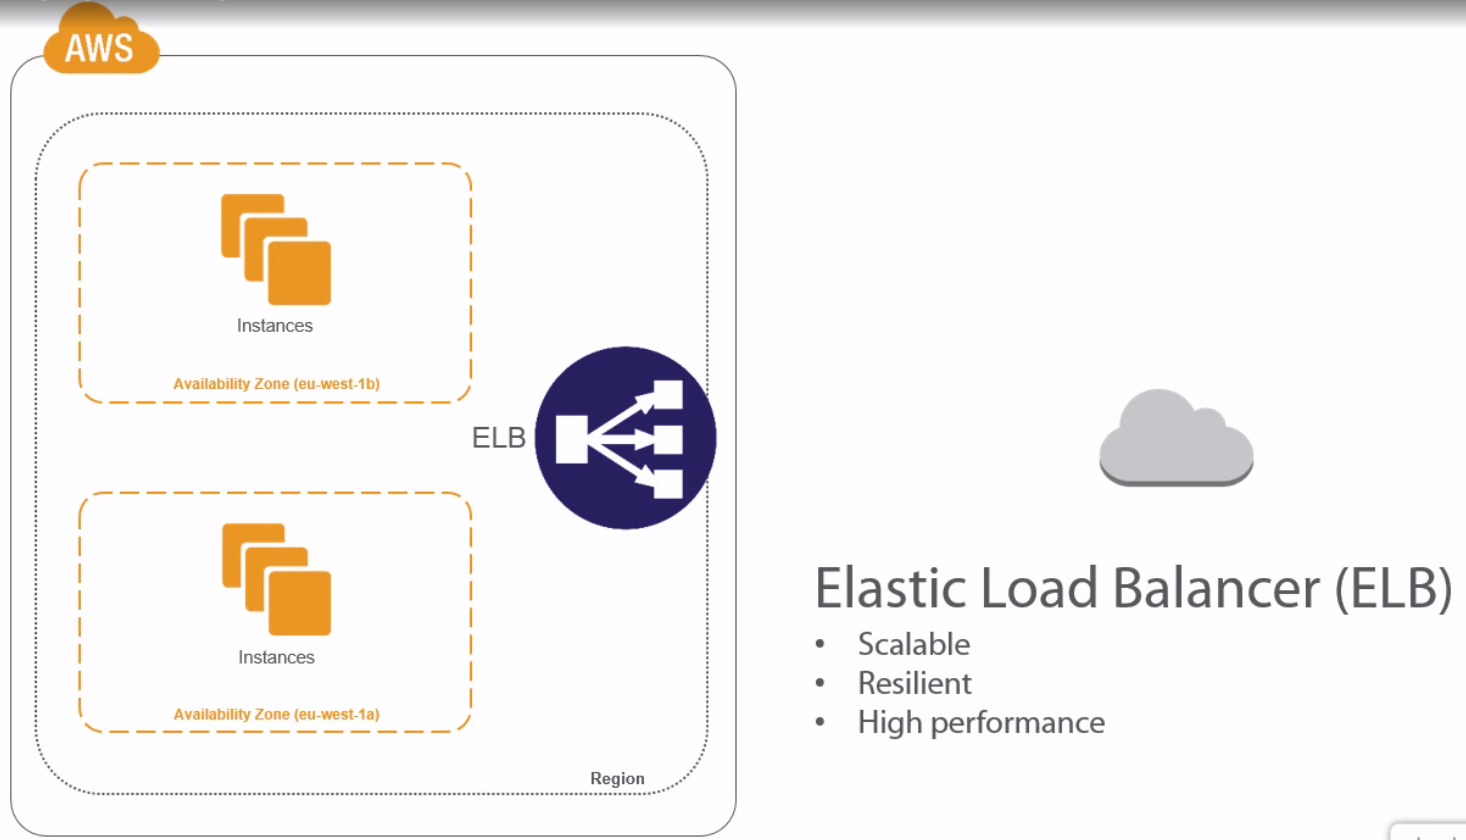 AWS
Instances
Availability Zone (eu-west-1b)
ELB
Instances
Availability Zone (eu-west-1a)
Region
Elastic Load Balancer (ELB)
• Scalable
• Resilient
• High performance